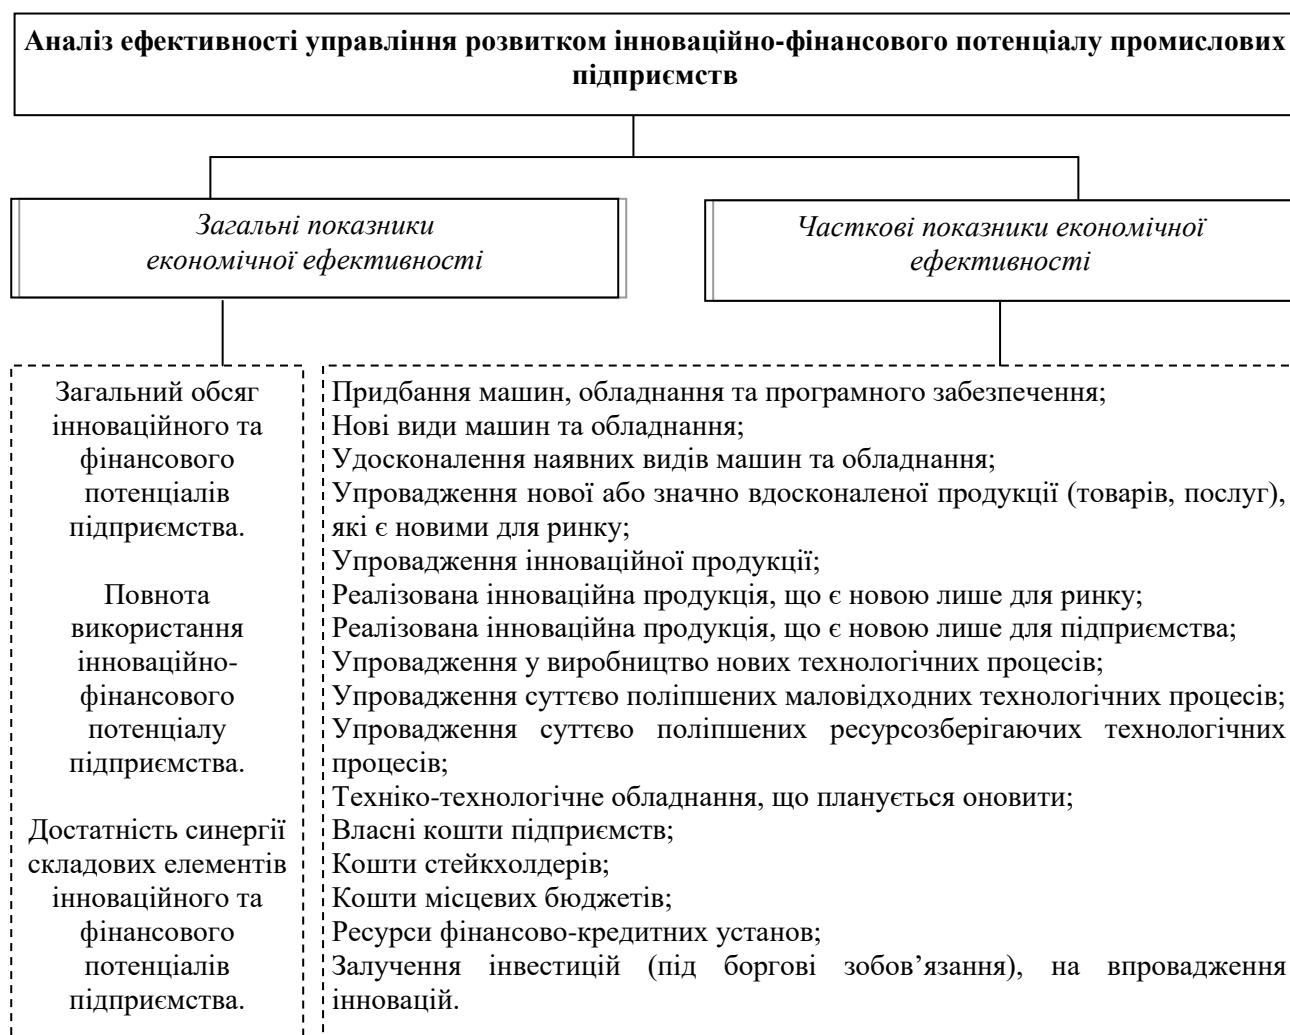 Аналіз ефективності управління розвитком інноваційно-фінансового потенціалу промислових
підприємств
Загальні показники
економічної ефективності
Часткові показники економічної
ефективності
Загальний обсяг
інноваційного та
фінансового
потенціалів
підприємства.
Повнота
використання
інноваційно-
фінансового
потенціалу
підприємства.
Достатність синергії
складових елементів
інноваційного та
фінансового
потенціалів
підприємства.
Придбання машин, обладнання та програмного забезпечення;
Нові види машин та обладнання;
Удосконалення наявних видів машин та обладнання;
Упровадження нової або значно вдосконаленої продукції (товарів, послуг),
які є новими для ринку;
Упровадження інноваційної продукції;
Реалізована інноваційна продукція, що є новою лише для ринку;
Реалізована інноваційна продукція, що є новою лише для підприємства;
Упровадження у виробництво нових технологічних процесів;
Упровадження суттєво поліпшених маловідходних технологічних процесів;
Упровадження суттєво поліпшених ресурсозберігаючих технологічних
процесів;
Техніко-технологічне обладнання, що планується оновити;
Власні кошти підприємств;
Кошти стейкхолдерів;
Кошти місцевих бюджетів;
Ресурси фінансово-кредитних установ;
Залучення інвестицій (під боргові зобов’язання), на впровадження
інновацій.